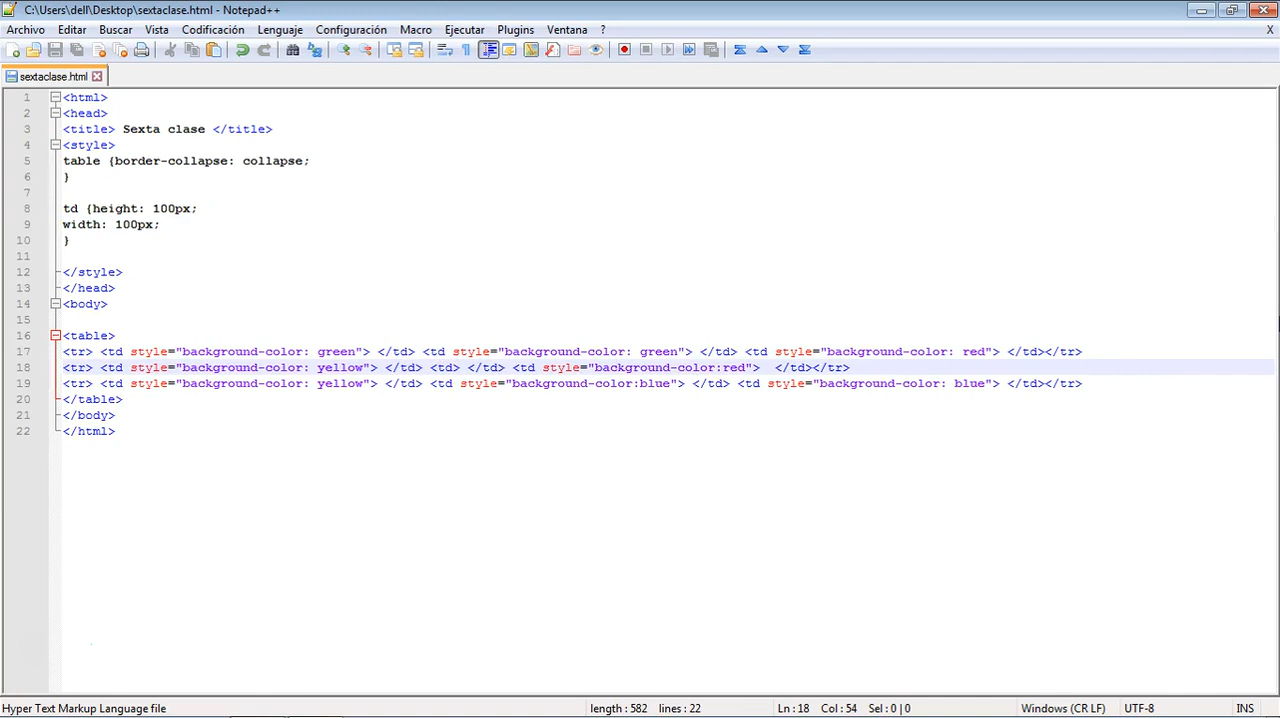 C:\Users\dell\Desktop\sextaclase.html - Notepad++
Archivo Editar Buscar Vista Codificación Lenguaje Configuración Macro Ejecutar Plugins Ventana ? X
sextaclase.html
1 <html>
2 <head>
3 <title> Sexta clase </title>
4 <style>
5 table {border-collapse: collapse;
6 }
7
8 td {height: 100px;
9 width: 100px;
10 }
11
12 </style>
13 </head>
14 <body>
15
16 <table>
17 <tr> <td style="background-color: green"> </td> <td style="background-color: green"> </td> <td style="background-color: red"> </td></tr>
18 <tr> <td style="background-color: yellow"> </td> <td> </td> <td style="background-color:red">  </td></tr>
19 <tr> <td style="background-color: yellow"> </td> <td style="background-color:blue"> </td> <td style="background-color: blue"> </td></tr>
20 </table>
21 </body>
22 </html>
Hyper Text Markup Language file length : 582 lines : 22 Ln : 18 Col : 54 Sel : 0 | 0 Windows (CR LF) UTF-8 INS